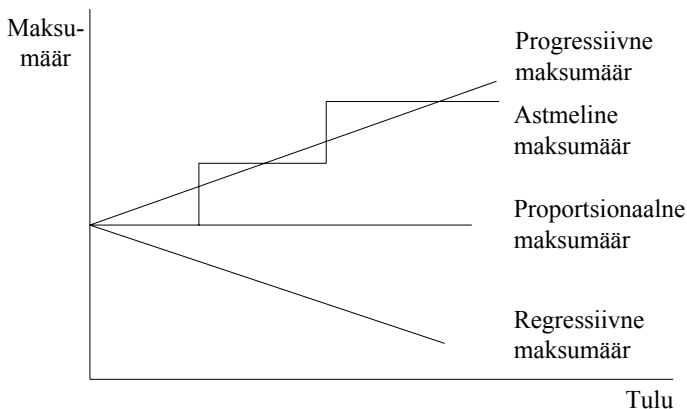 Maksu-
määr
Progressiivne
maksumäär
Astmeline
maksumäär
Proportsionaalne
maksumäär
Regressiivne
maksumäär
Tulu